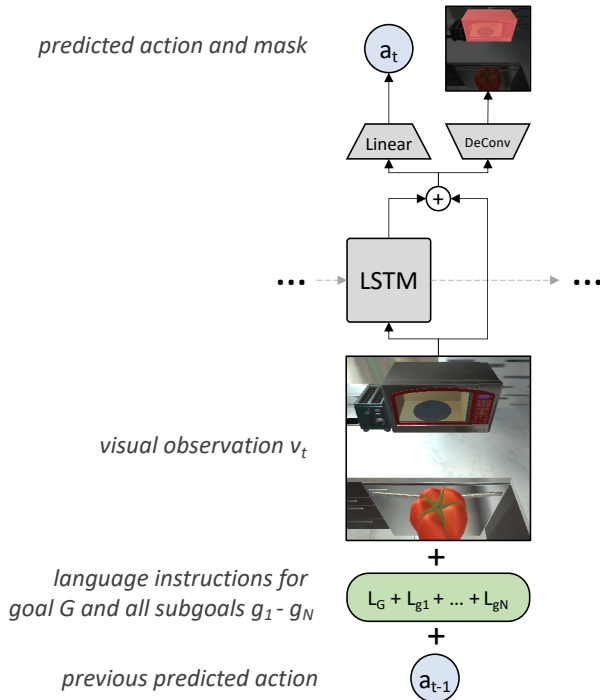 predicted action and mask
a_t
Linear
DeConv
+
... LSTM ...
visual observation v_t
+
language instructions for
goal G and all subgoals g_1 - g_N
L_G + L_g1 + ... + L_gN
+
previous predicted action
a_t-1